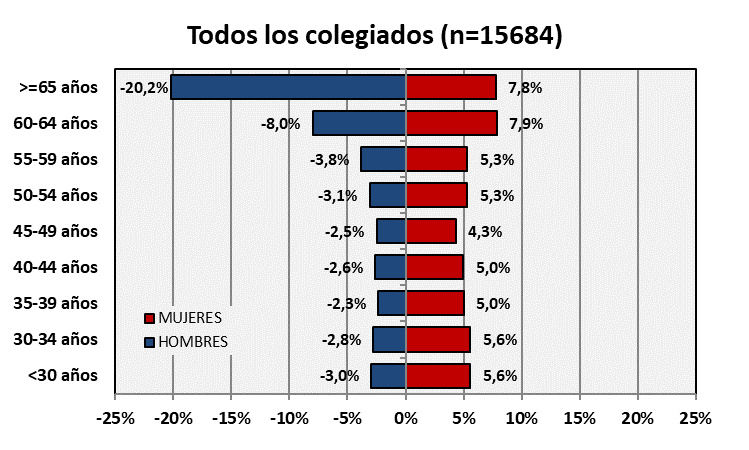 Todos los colegiados (n=15684)
>=65 años -20,2% 7,8%
60-64 años -8,0% 7,9%
55-59 años -3,8% 5,3%
50-54 años -3,1% 5,3%
45-49 años -2,5% 4,3%
40-44 años -2,6% 5,0%
35-39 años -2,3% 5,0%
MUJERES
30-34 años -2,8% 5,6%
HOMBRES
<30 años -3,0% 5,6%
-25% -20% -15% -10% -5% 0% 5% 10% 15% 20% 25%